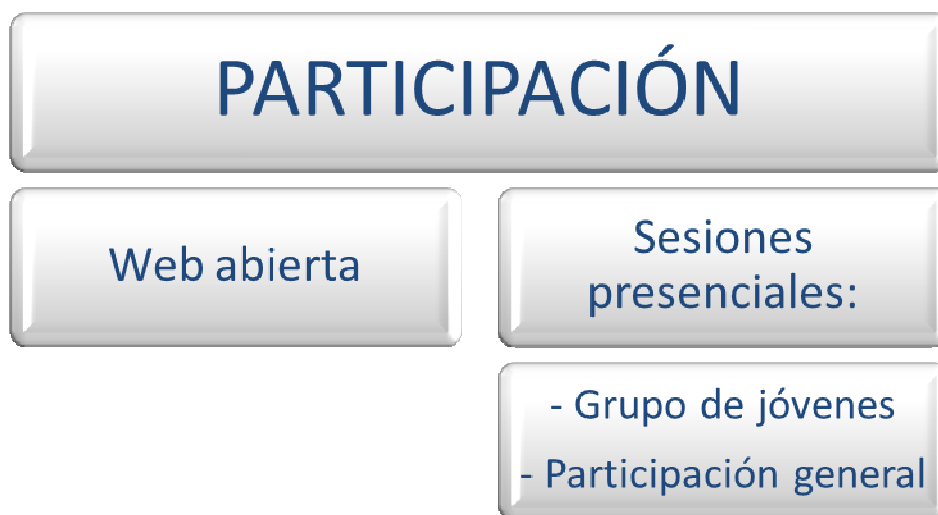 PARTICIPACIÓN
Web abierta
Sesiones
presenciales:
- Grupo de jóvenes
- Participación general